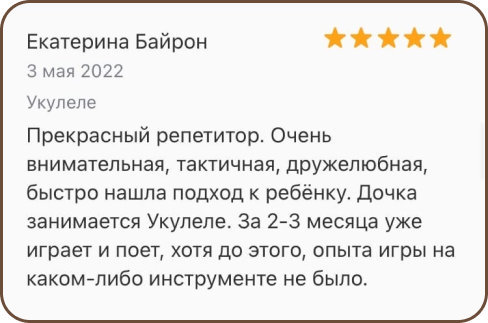 Екатерина Байрон
3 мая 2022
Укулеле
Прекрасный репетитор. Очень
внимательная, тактичная, дружелюбная,
быстро нашла подход к ребёнку. Дочка
занимается Укулеле. За 2-3 месяца уже
играет и поет, хотя до этого, опыта игры на
каком-либо инструменте не было.